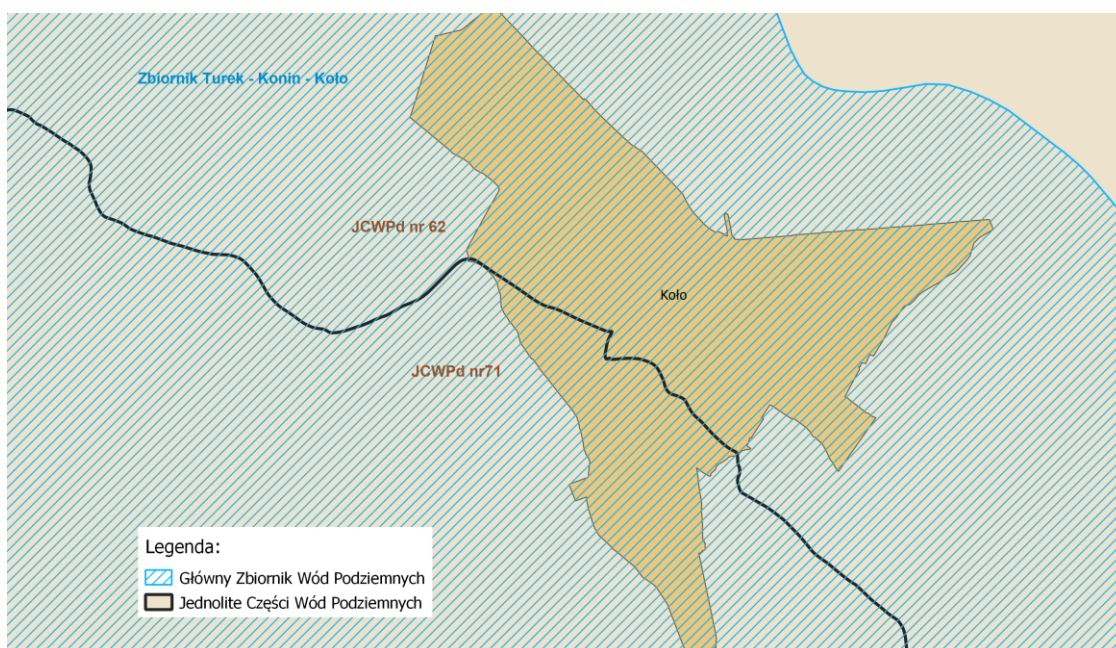 Zbiornik Turek - Konin - Koło
JCWPd nr 62
Koło
JCWPd nr71
Legenda:
Główny Zbiornik Wód Podziemnych
Jednolite Części Wód Podziemnych